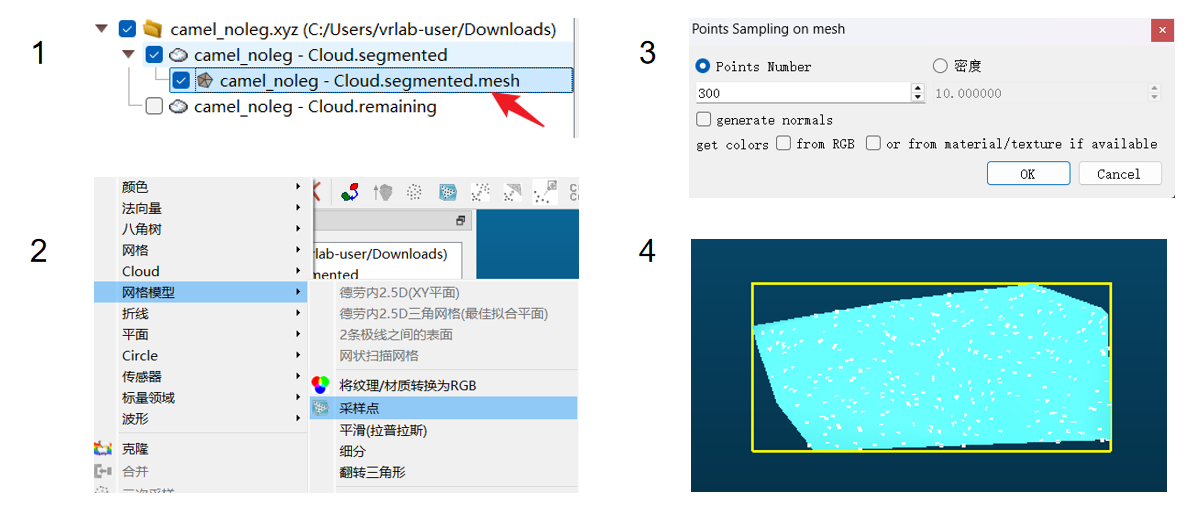 1
camel_noleg.xyz (C:/Users/vrlab-user/Downloads)
camel_noleg - Cloud.segmented
camel_noleg - Cloud.segmented.mesh
camel_noleg - Cloud.remaining
2
颜色
法向量
八角树
网格
Cloud
网格模型
折线
平面
Circle
传感器
标量领域
波形
克隆
合并
二次采样
rlab-user/Downloads)
mented
德劳内2.5D(XY平面)
德劳内2.5D三角网格(最佳拟合平面)
2条极线之间的表面
网状扫描网格
将纹理/材质转换为RGB
采样点
平滑(拉普拉斯)
细分
翻转三角形
3
Points Sampling on mesh
Points Number
密度
300
10.000000
generate normals
get colors from RGB or from material/texture if available
OK Cancel
4